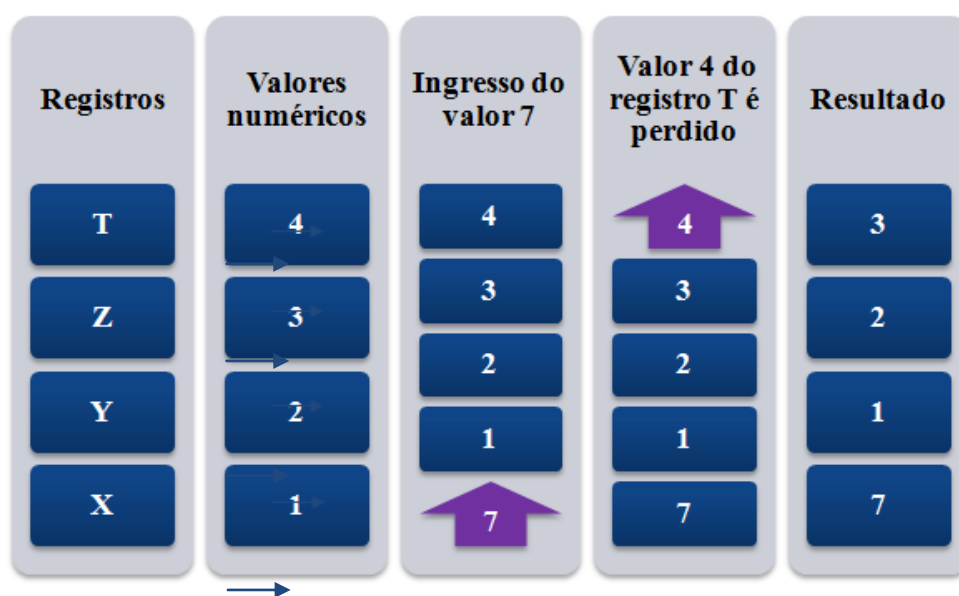 Registros
T
Z
Y
X
Valores
numéricos
4
3
2
1
Ingresso do
valor 7
4
3
2
1
7
Valor 4 do
registro T é
perdido
4
3
2
1
7
Resultado
3
2
1
7